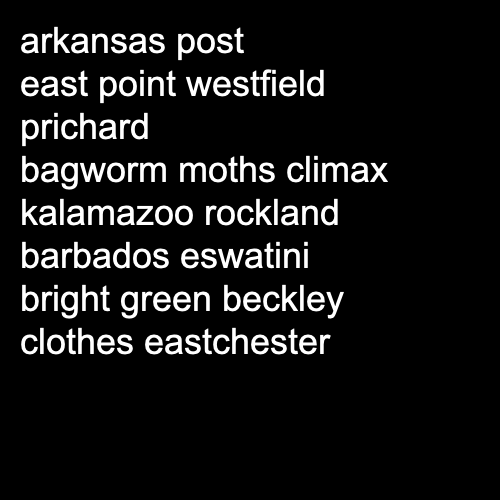 arkansas post
east point westfield
prichard
bagworm moths climax
kalamazoo rockland
barbados eswatini
bright green beckley
clothes eastchester